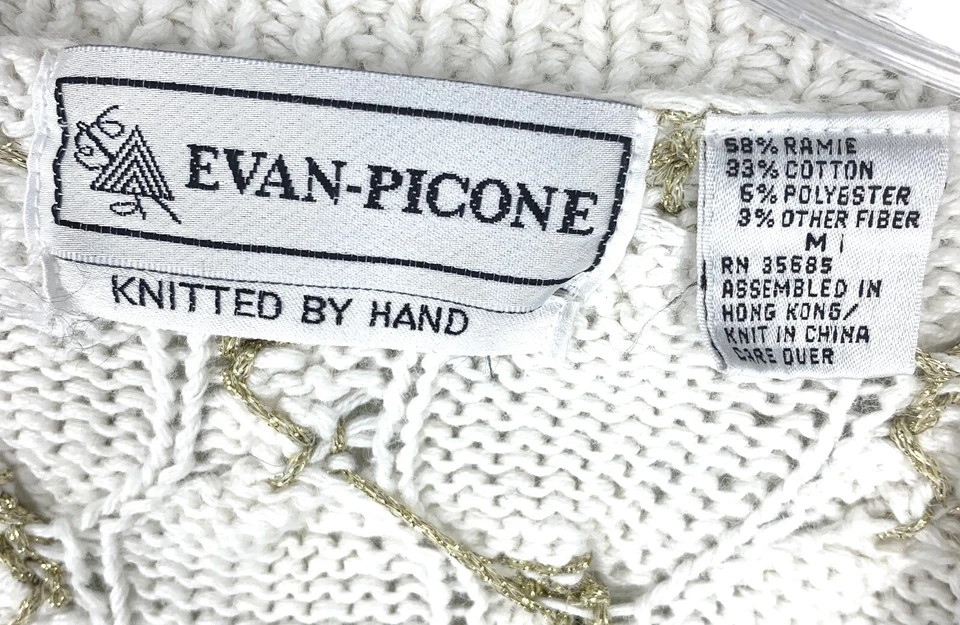 EVAN-PICONE
KNITTED BY HAND
58% RAMIE
33% COTTON
6% POLYESTER
3% OTHER FIBER
M
RN 35685
ASSEMBLED IN
HONG KONG/
KNIT IN CHINA
CARE OVER